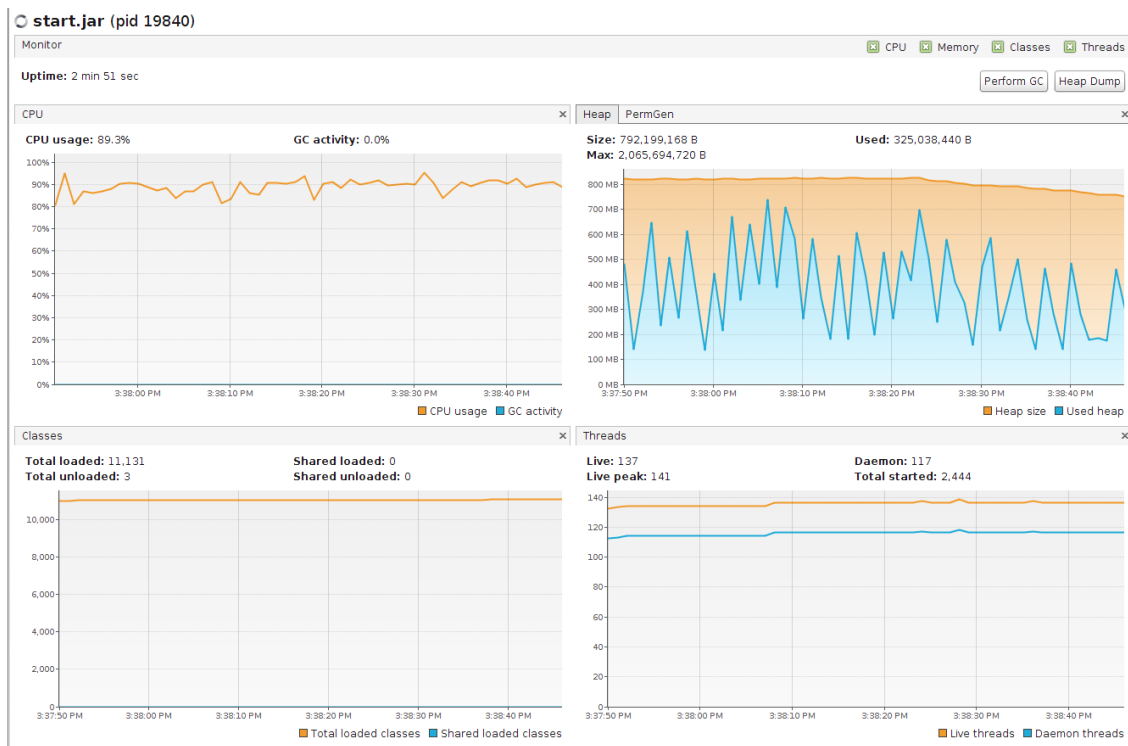 start.jar (pid 19840)
Monitor
CPU Memory Classes Threads
Uptime: 2 min 51 sec
Perform GC Heap Dump
CPU
CPU usage: 89.3% GC activity: 0.0%
100%
90%
80%
70%
60%
50%
40%
30%
20%
10%
0%
3:38:00 PM 3:38:10 PM 3:38:20 PM 3:38:30 PM 3:38:40 PM
CPU usage GC activity
Heap PermGen
Size: 792,199,168 B Used: 325,038,440 B
Max: 2,065,694,720 B
800 MB
700 MB
600 MB
500 MB
400 MB
300 MB
200 MB
100 MB
0 MB
3:37:50 PM 3:38:00 PM 3:38:10 PM 3:38:20 PM 3:38:30 PM 3:38:40 PM
Heap size Used heap
Classes
Total loaded: 11,131 Shared loaded: 0
Total unloaded: 3 Shared unloaded: 0
10,000
8,000
6,000
4,000
2,000
0
3:37:50 PM 3:38:00 PM 3:38:10 PM 3:38:20 PM 3:38:30 PM 3:38:40 PM
Total loaded classes Shared loaded classes
Threads
Live: 137 Daemon: 117
Live peak: 141 Total started: 2,444
140
120
100
80
60
40
20
0
3:37:50 PM 3:38:00 PM 3:38:10 PM 3:38:20 PM 3:38:30 PM 3:38:40 PM
Live threads Daemon threads